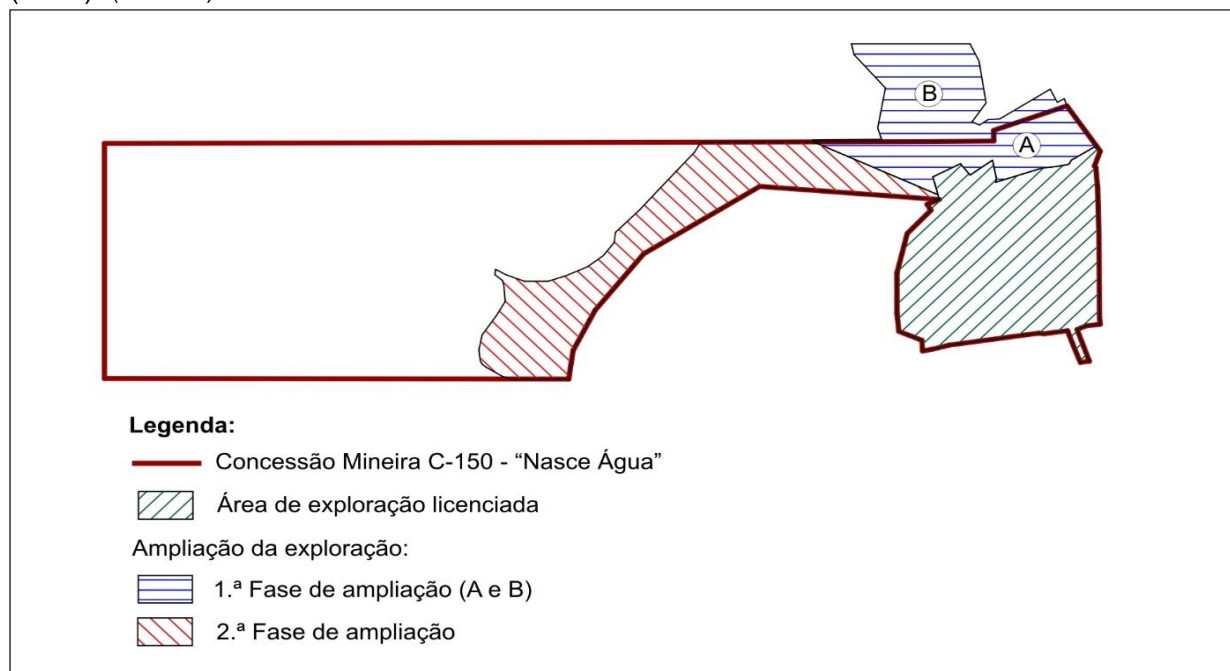 B
A
Legenda:
Concessão Mineira C-150 - “Nasce Água”
Área de exploração licenciada
Ampliação da exploração:
1.ª Fase de ampliação (A e B)
2.ª Fase de ampliação